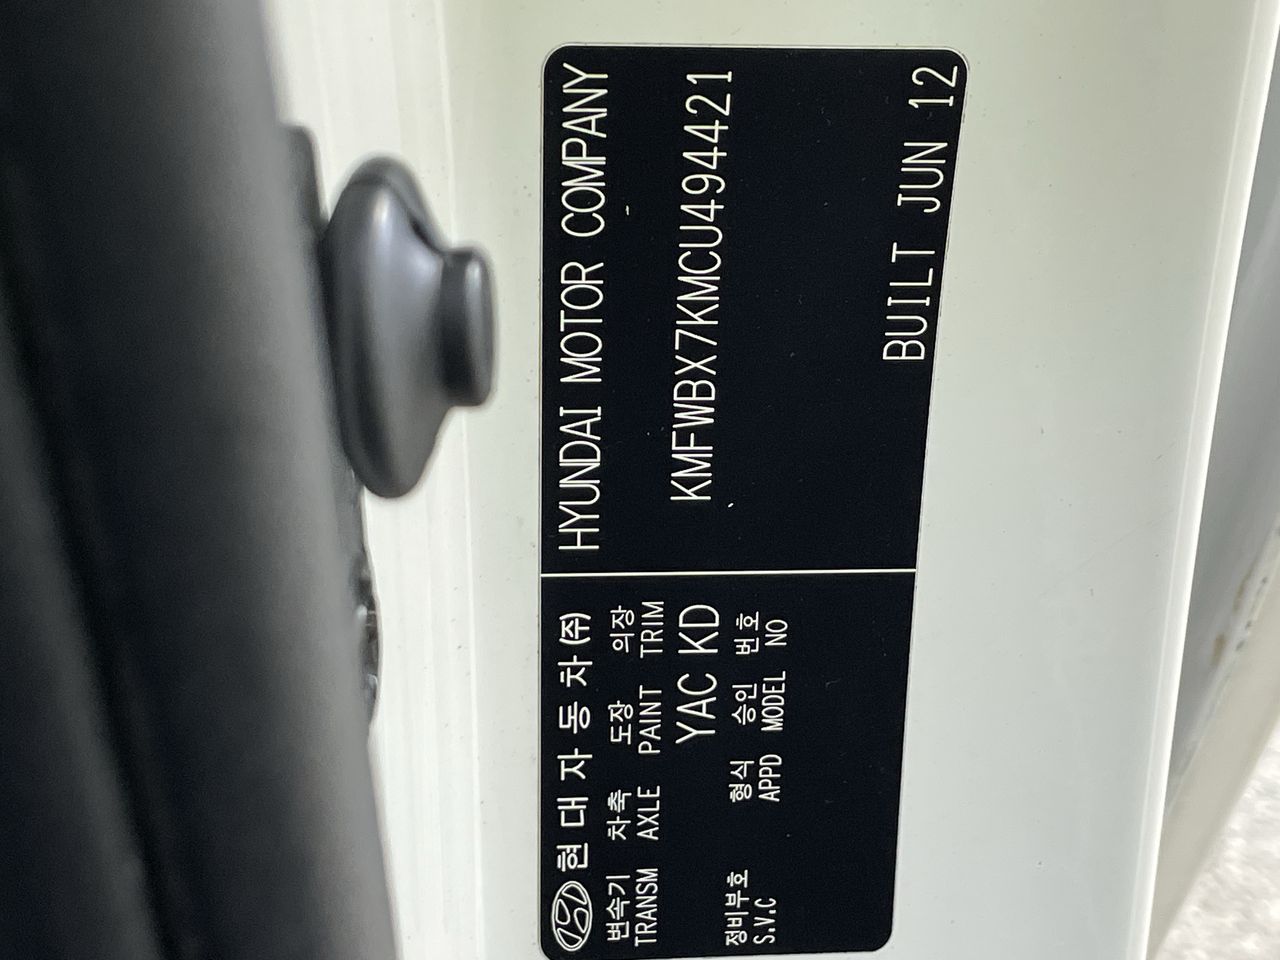 현대자동차(주) HYUNDAI MOTOR COMPANY
변속기 차축 도장 의장
TRANSM AXLE PAINT TRIM
YAC KD KMFWBX7KMCU494421
정비부호 형식 승인 번호
S.V.C APPD MODEL NO
BUILT JUN 12